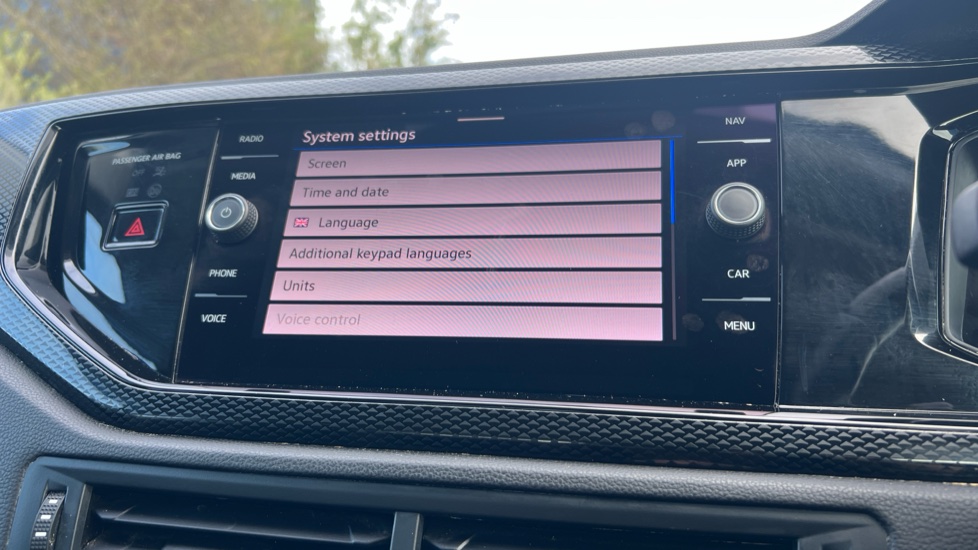 PASSENGER AIR BAG
RADIO
MEDIA
PHONE
VOICE
System settings
Screen
Time and date
Language
Additional keypad languages
Units
Voice control
NAV
APP
CAR
MENU